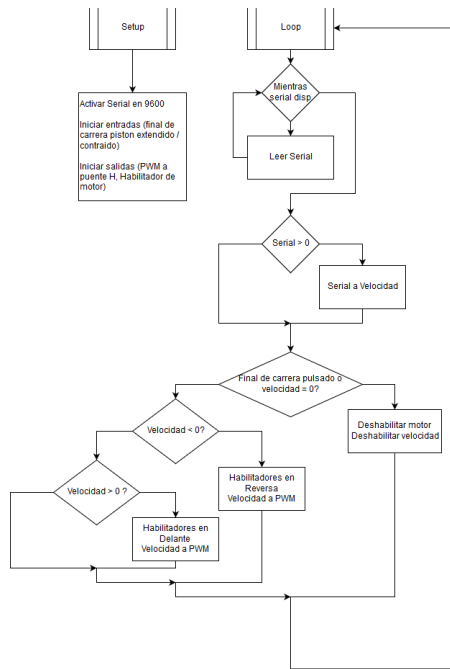 Setup
Loop
Activar Serial en 9600
Iniciar entradas (final de
carrera piston extendido /
contraido)
Iniciar salidas (PWM a
puente H, Habilitador de
motor)
Mientras
serial disp
Leer Serial
Serial > 0
Serial a Velocidad
Final de carrera pulsado o
velocidad = 0?
Deshabilitar motor
Deshabilitar velocidad
Velocidad < 0?
Velocidad > 0 ?
Habilitadores en
Reversa
Velocidad a PWM
Habilitadores en
Delante
Velocidad a PWM